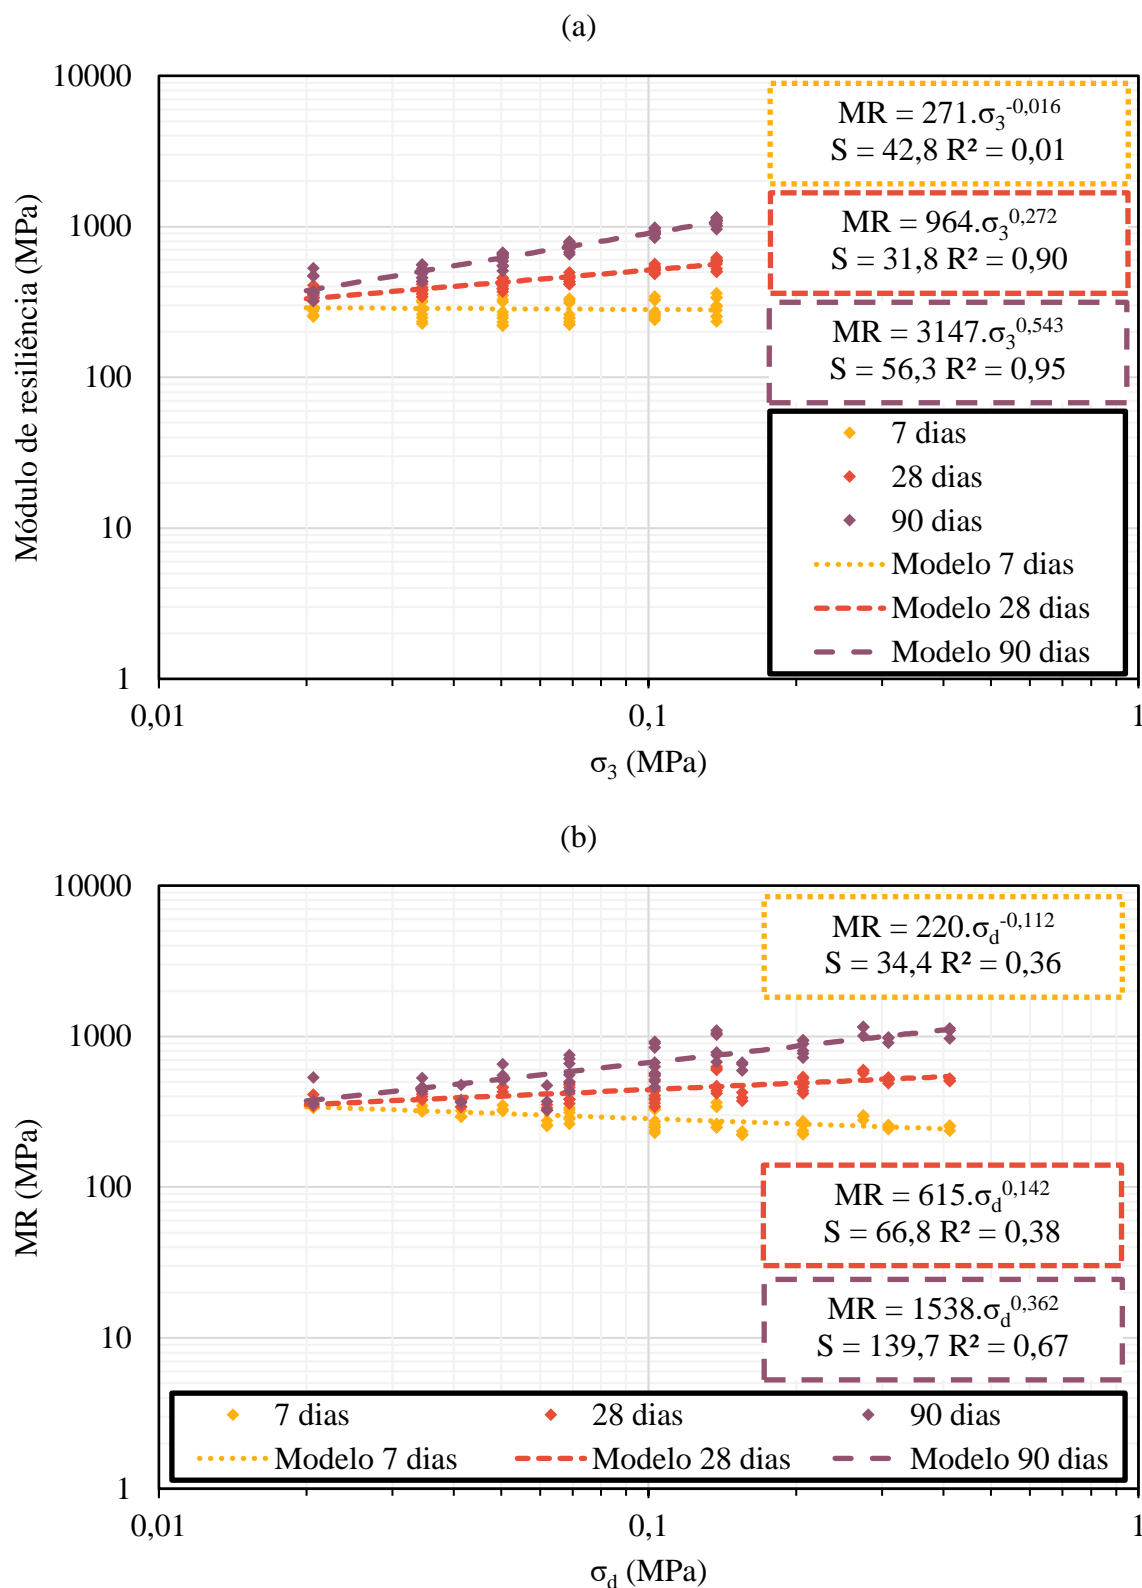 (a)
10000
1000
100
10
1
Módulo de resiliência (MPa)
MR = 271.σ₃⁻⁰,⁰¹⁶
S = 42,8 R² = 0,01
MR = 964.σ₃⁰,²⁷²
S = 31,8 R² = 0,90
MR = 3147.σ₃⁰,⁵⁴³
S = 56,3 R² = 0,95
7 dias
28 dias
90 dias
Modelo 7 dias
Modelo 28 dias
Modelo 90 dias
0,01 0,1 1
σ₃ (MPa)
(b)
10000
1000
100
10
1
MR (MPa)
MR = 220.σd⁻⁰,¹¹²
S = 34,4 R² = 0,36
MR = 615.σd⁰,¹⁴²
S = 66,8 R² = 0,38
MR = 1538.σd⁰,³⁶²
S = 139,7 R² = 0,67
7 dias 28 dias 90 dias
Modelo 7 dias Modelo 28 dias Modelo 90 dias
0,01 0,1 1
σd (MPa)